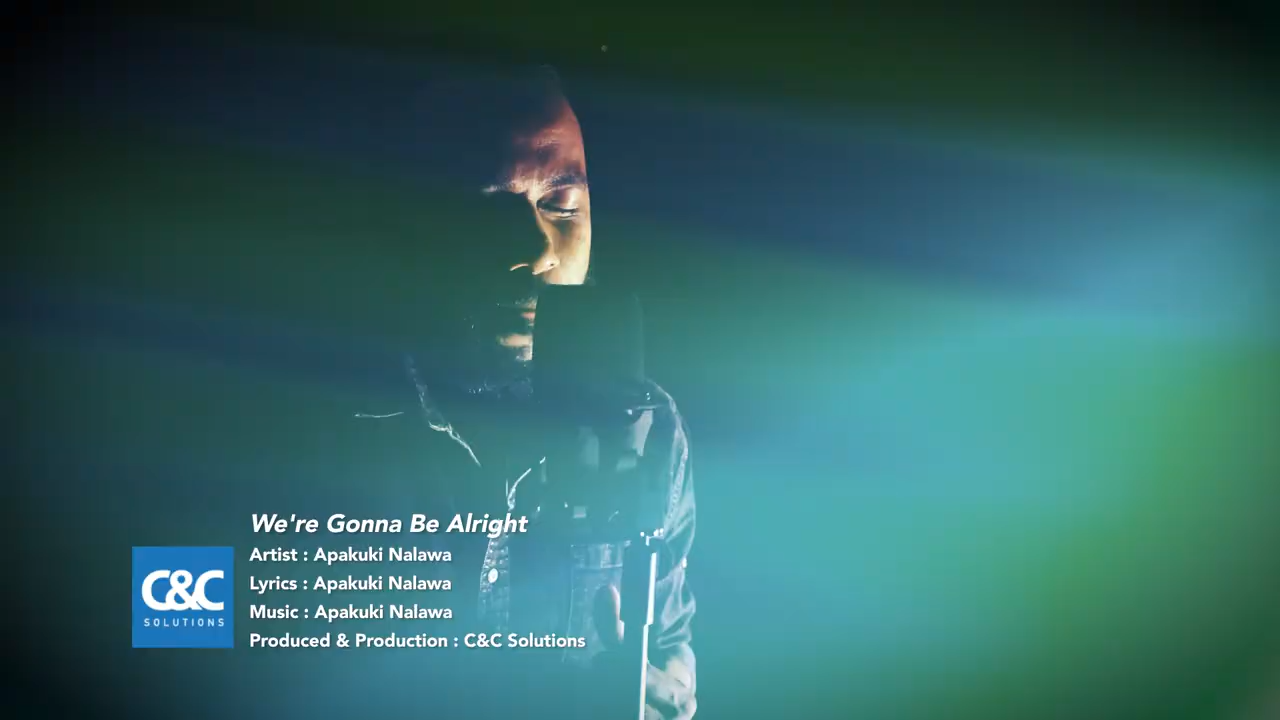 We're Gonna Be Alright
Artist : Apakuki Nalawa
Lyrics : Apakuki Nalawa
Music : Apakuki Nalawa
Produced & Production : C&C Solutions
C&C
SOLUTIONS